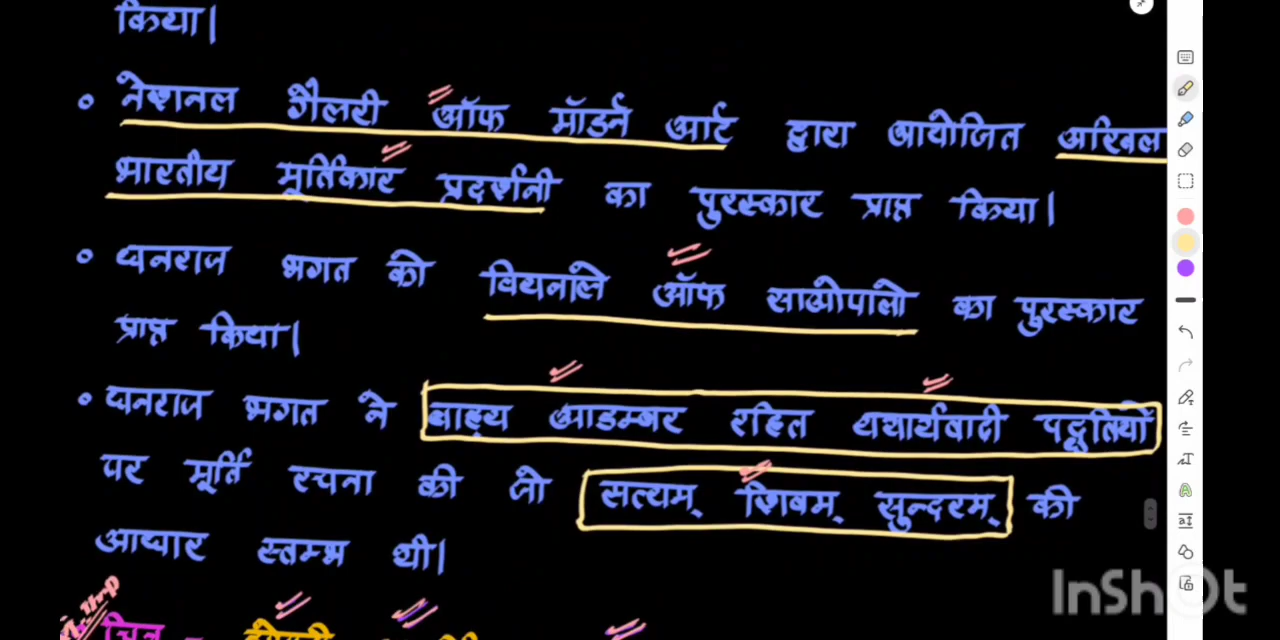 किया|
नेशनल गैलरी ऑफ मॉडर्न आर्ट द्वारा आयोजित अखिल
भारतीय मूर्तिकार प्रदर्शनी का पुरस्कार प्राप्त किया|
धनराज भगत को वियनाले ऑफ साओपालो का पुरस्कार
प्राप्त किया|
धनराज भगत ने बाह्य आडम्बर रहित यथार्थवादी पद्धतियों
पर मूर्ति रचना की जो सत्यम् शिवम् सुन्दरम् की
आधार स्तम्भ थी|
InShOt